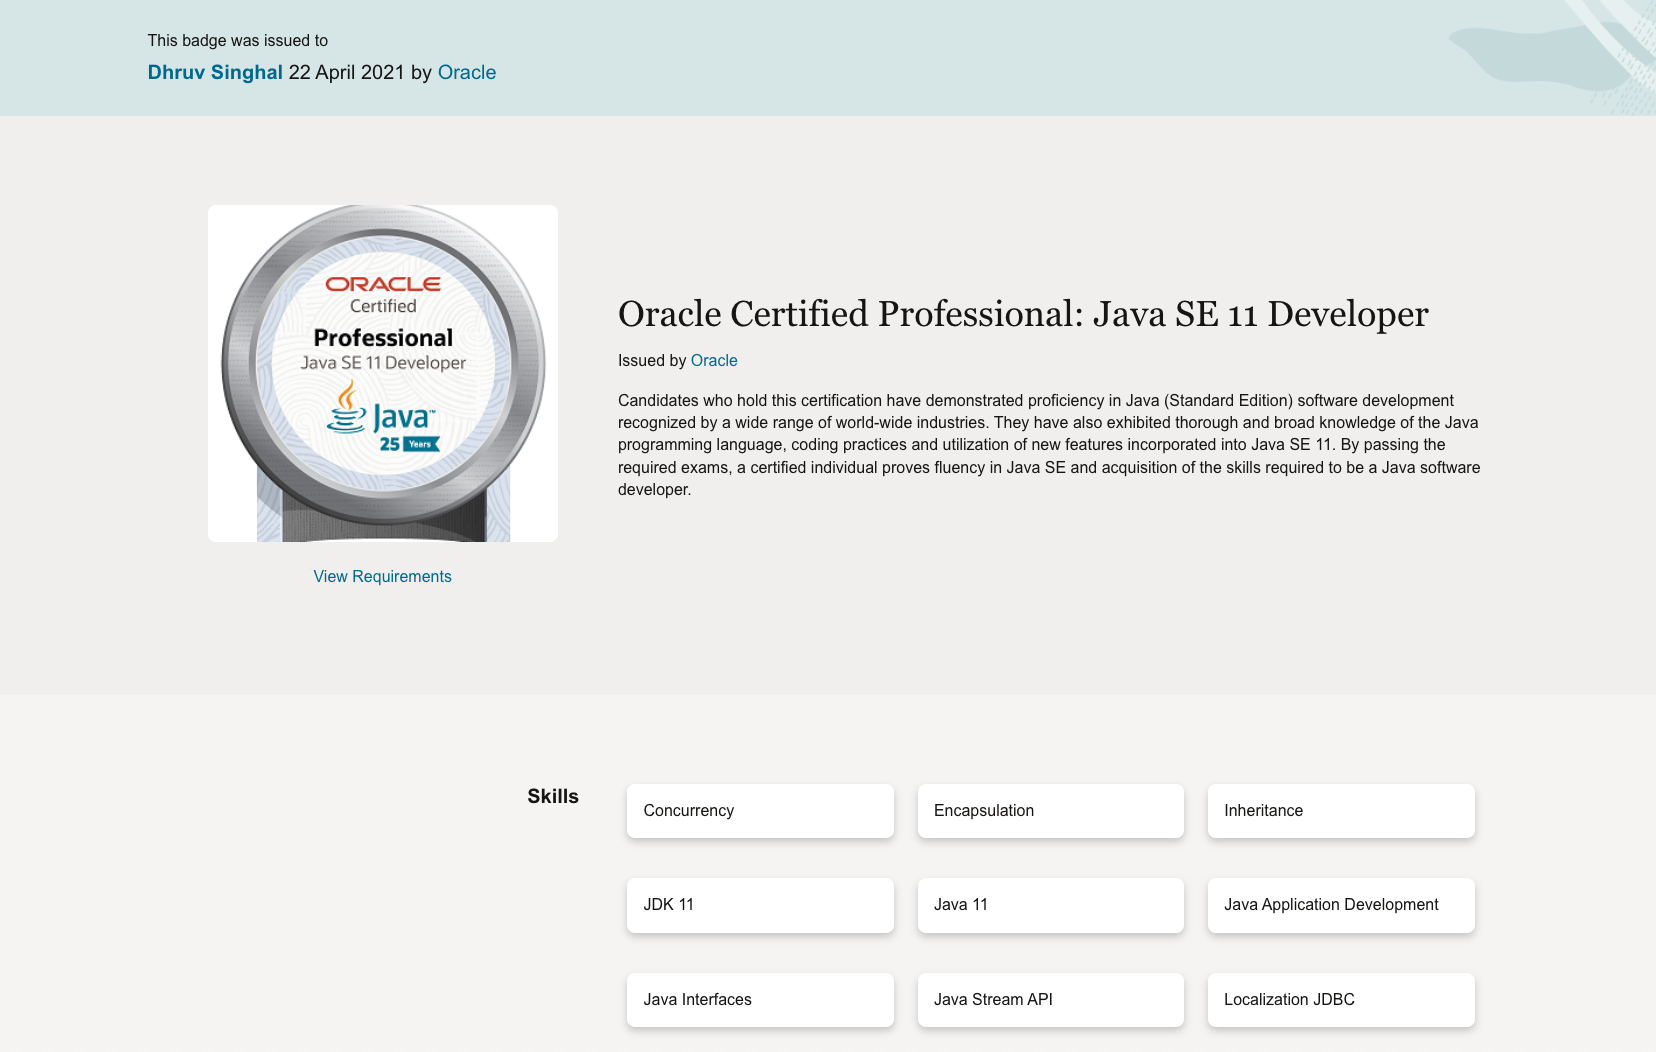 This badge was issued to
Dhruv Singhal 22 April 2021 by Oracle
ORACLE
Certified
Professional
Java SE 11 Developer
Java™
25 Years
View Requirements
Oracle Certified Professional: Java SE 11 Developer
Issued by Oracle
Candidates who hold this certification have demonstrated proficiency in Java (Standard Edition) software development
recognized by a wide range of world-wide industries. They have also exhibited thorough and broad knowledge of the Java
programming language, coding practices and utilization of new features incorporated into Java SE 11. By passing the
required exams, a certified individual proves fluency in Java SE and acquisition of the skills required to be a Java software
developer.
Skills
Concurrency
Encapsulation
Inheritance
JDK 11
Java 11
Java Application Development
Java Interfaces
Java Stream API
Localization JDBC